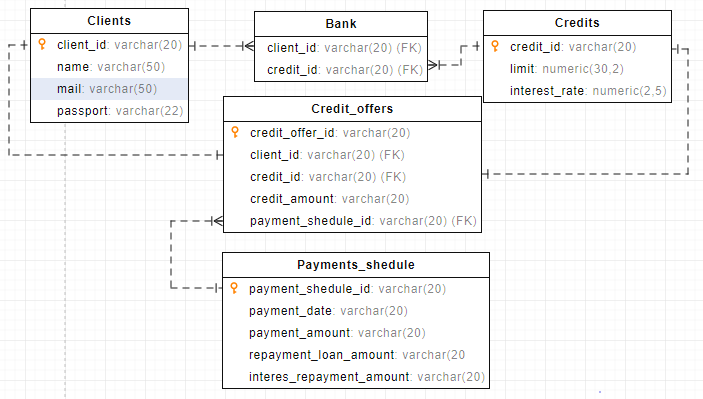 Clients
client_id: varchar(20)
name: varchar(50)
mail: varchar(50)
passport: varchar(22)
Bank
client_id: varchar(20) (FK)
credit_id: varchar(20) (FK)
Credits
credit_id: varchar(20)
limit: numeric(30,2)
interest_rate: numeric(2,5)
Credit_offers
credit_offer_id: varchar(20)
client_id: varchar(20) (FK)
credit_id: varchar(20) (FK)
credit_amount: varchar(20)
payment_shedule_id: varchar(20) (FK)
Payments_shedule
payment_shedule_id: varchar(20)
payment_date: varchar(20)
payment_amount: varchar(20)
repayment_loan_amount: varchar(20
interes_repayment_amount: varchar(20)